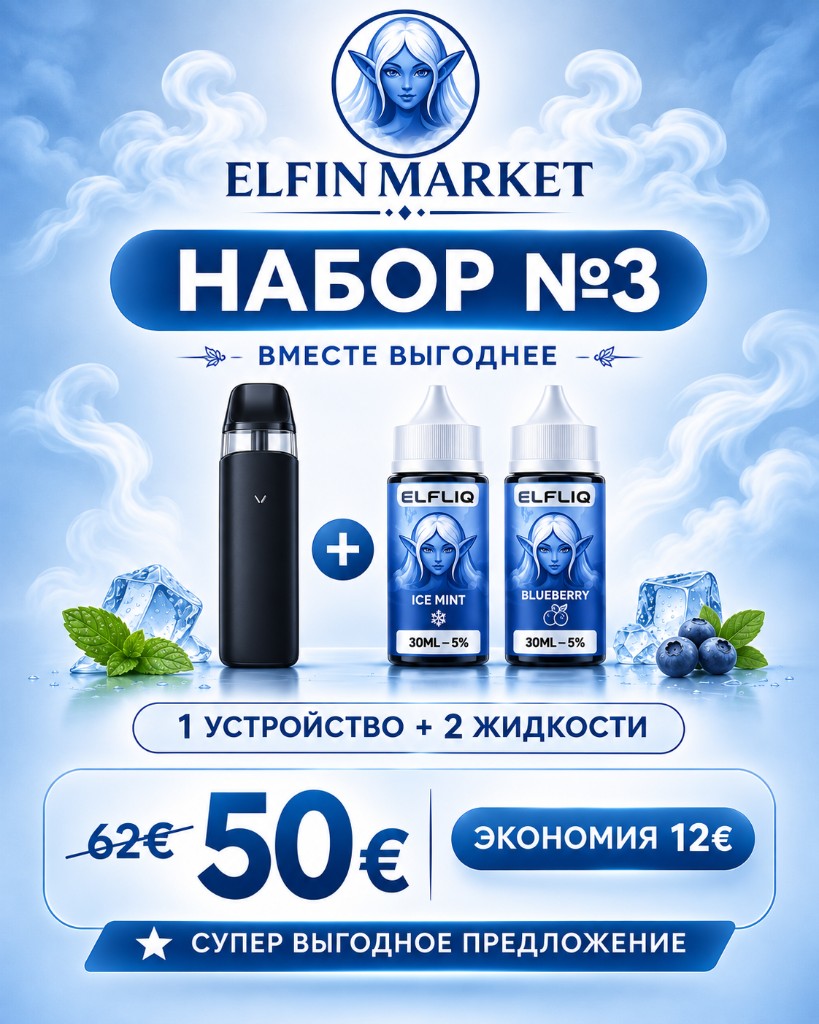 ELFIN MARKET
НАБОР №3
ВМЕСТЕ ВЫГОДНЕЕ
ELFLIQ
ICE MINT
30ML – 5%
ELFLIQ
BLUEBERRY
30ML – 5%
1 УСТРОЙСТВО + 2 ЖИДКОСТИ
62€
50€
ЭКОНОМИЯ 12€
СУПЕР ВЫГОДНОЕ ПРЕДЛОЖЕНИЕ